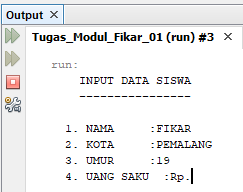 Output ×
Tugas_Modul_Fikar_01 (run) #3 ×
run:
INPUT DATA SISWA
----------------
1. NAMA :FIKAR
2. KOTA :PEMALANG
3. UMUR :19
4. UANG SAKU :Rp.